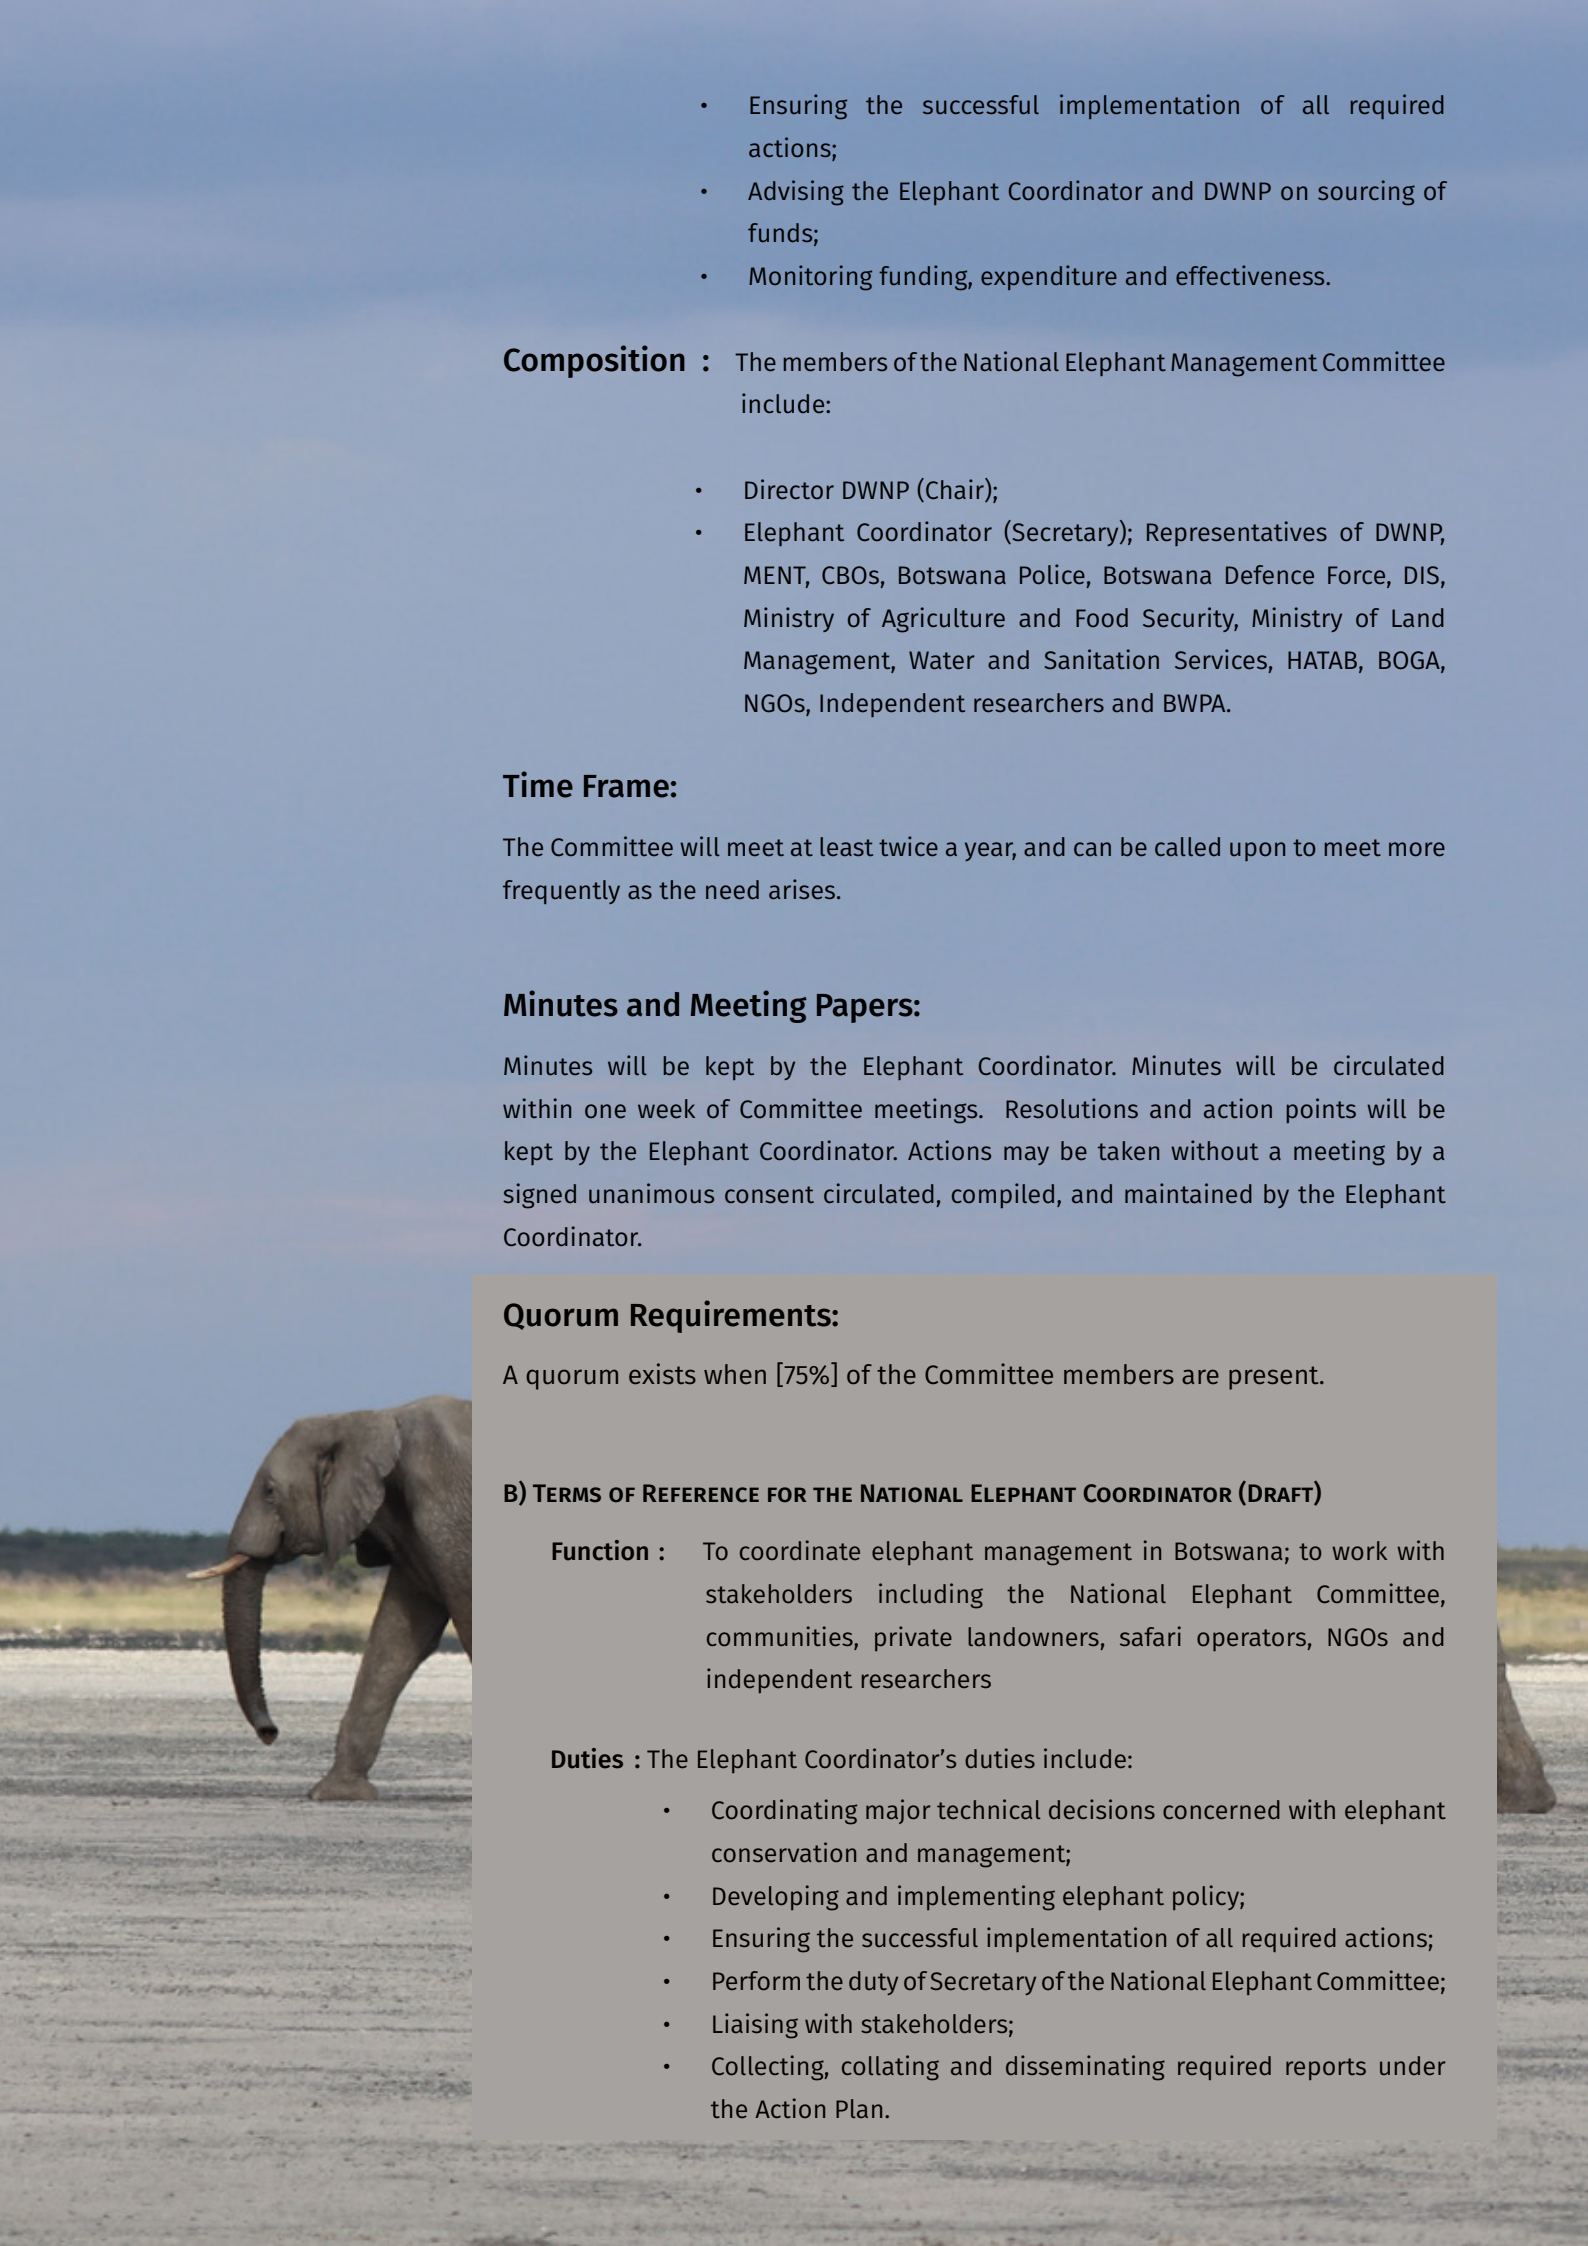 • Ensuring the successful implementation of all required
actions;
• Advising the Elephant Coordinator and DWNP on sourcing of
funds;
• Monitoring funding, expenditure and effectiveness.
Composition : The members of the National Elephant Management Committee
include:
• Director DWNP (Chair);
• Elephant Coordinator (Secretary); Representatives of DWNP,
MENT, CBOs, Botswana Police, Botswana Defence Force, DIS,
Ministry of Agriculture and Food Security, Ministry of Land
Management, Water and Sanitation Services, HATAB, BOGA,
NGOs, Independent researchers and BWPA.
Time Frame:
The Committee will meet at least twice a year, and can be called upon to meet more
frequently as the need arises.
Minutes and Meeting Papers:
Minutes will be kept by the Elephant Coordinator. Minutes will be circulated
within one week of Committee meetings. Resolutions and action points will be
kept by the Elephant Coordinator. Actions may be taken without a meeting by a
signed unanimous consent circulated, compiled, and maintained by the Elephant
Coordinator.
Quorum Requirements:
A quorum exists when [75%] of the Committee members are present.
B) Terms of Reference for the National Elephant Coordinator (Draft)
Function : To coordinate elephant management in Botswana; to work with
stakeholders including the National Elephant Committee,
communities, private landowners, safari operators, NGOs and
independent researchers
Duties : The Elephant Coordinator’s duties include:
• Coordinating major technical decisions concerned with elephant
conservation and management;
• Developing and implementing elephant policy;
• Ensuring the successful implementation of all required actions;
• Perform the duty of Secretary of the National Elephant Committee;
• Liaising with stakeholders;
• Collecting, collating and disseminating required reports under
the Action Plan.